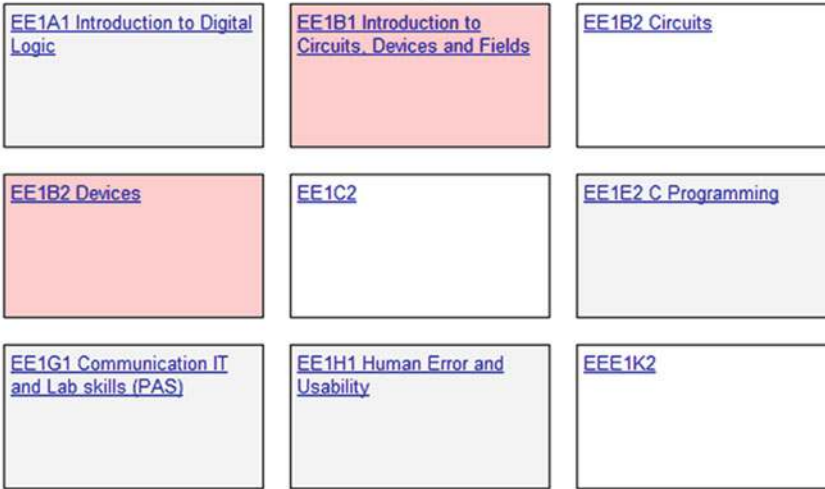 EE1A1 Introduction to Digital
Logic
EE1B1 Introduction to
Circuits, Devices and Fields
EE1B2 Circuits
EE1B2 Devices
EE1C2
EE1E2 C Programming
EE1G1 Communication IT
and Lab skills (PAS)
EE1H1 Human Error and
Usability
EEE1K2